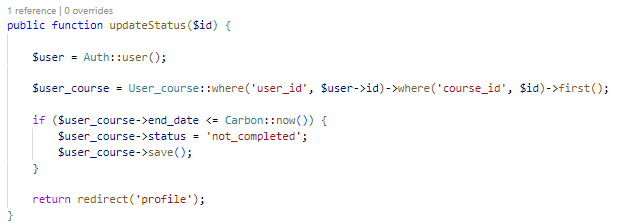 1 reference | 0 overrides
public function updateStatus($id) {
$user = Auth::user();
$user_course = User_course::where('user_id', $user->id)->where('course_id', $id)->first();
if ($user_course->end_date <= Carbon::now()) {
$user_course->status = 'not_completed';
$user_course->save();
}
return redirect('profile');
}